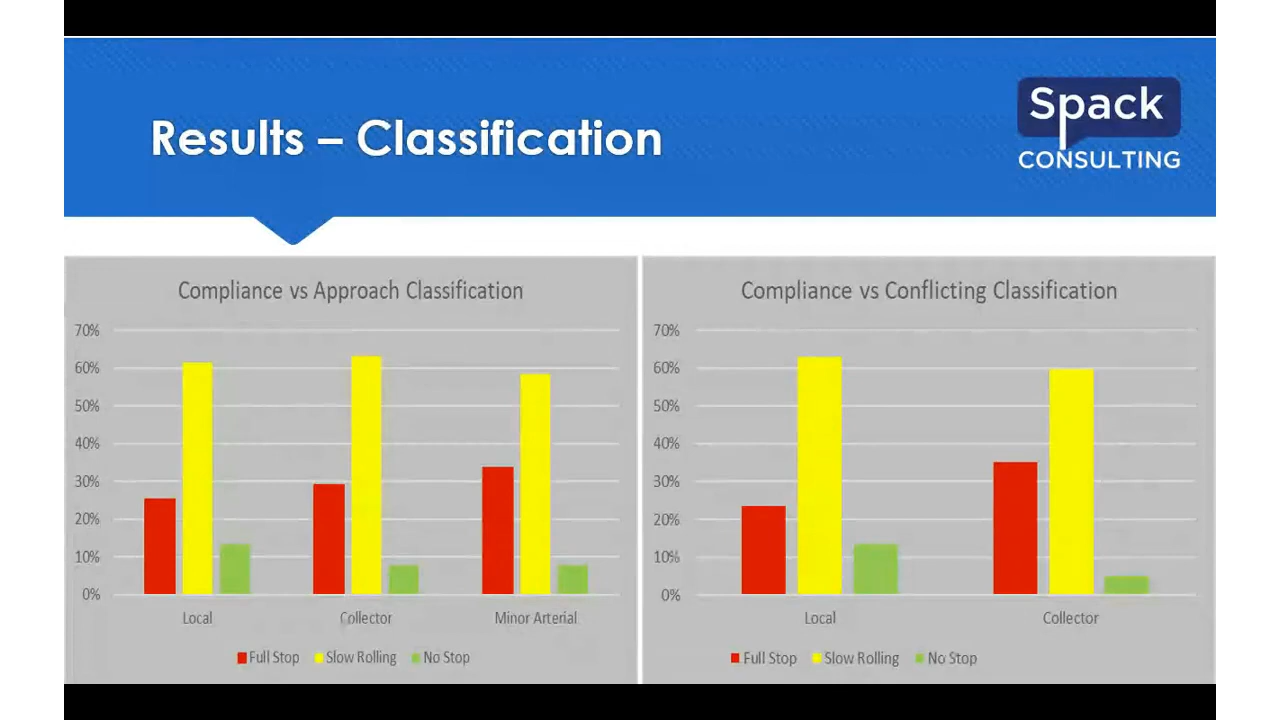 Results – Classification
Spack
CONSULTING
Compliance vs Approach Classification
70%
60%
50%
40%
30%
20%
10%
0%
Local Collector Minor Arterial
Full Stop Slow Rolling No Stop
Compliance vs Conflicting Classification
70%
60%
50%
40%
30%
20%
10%
0%
Local Collector
Full Stop Slow Rolling No Stop